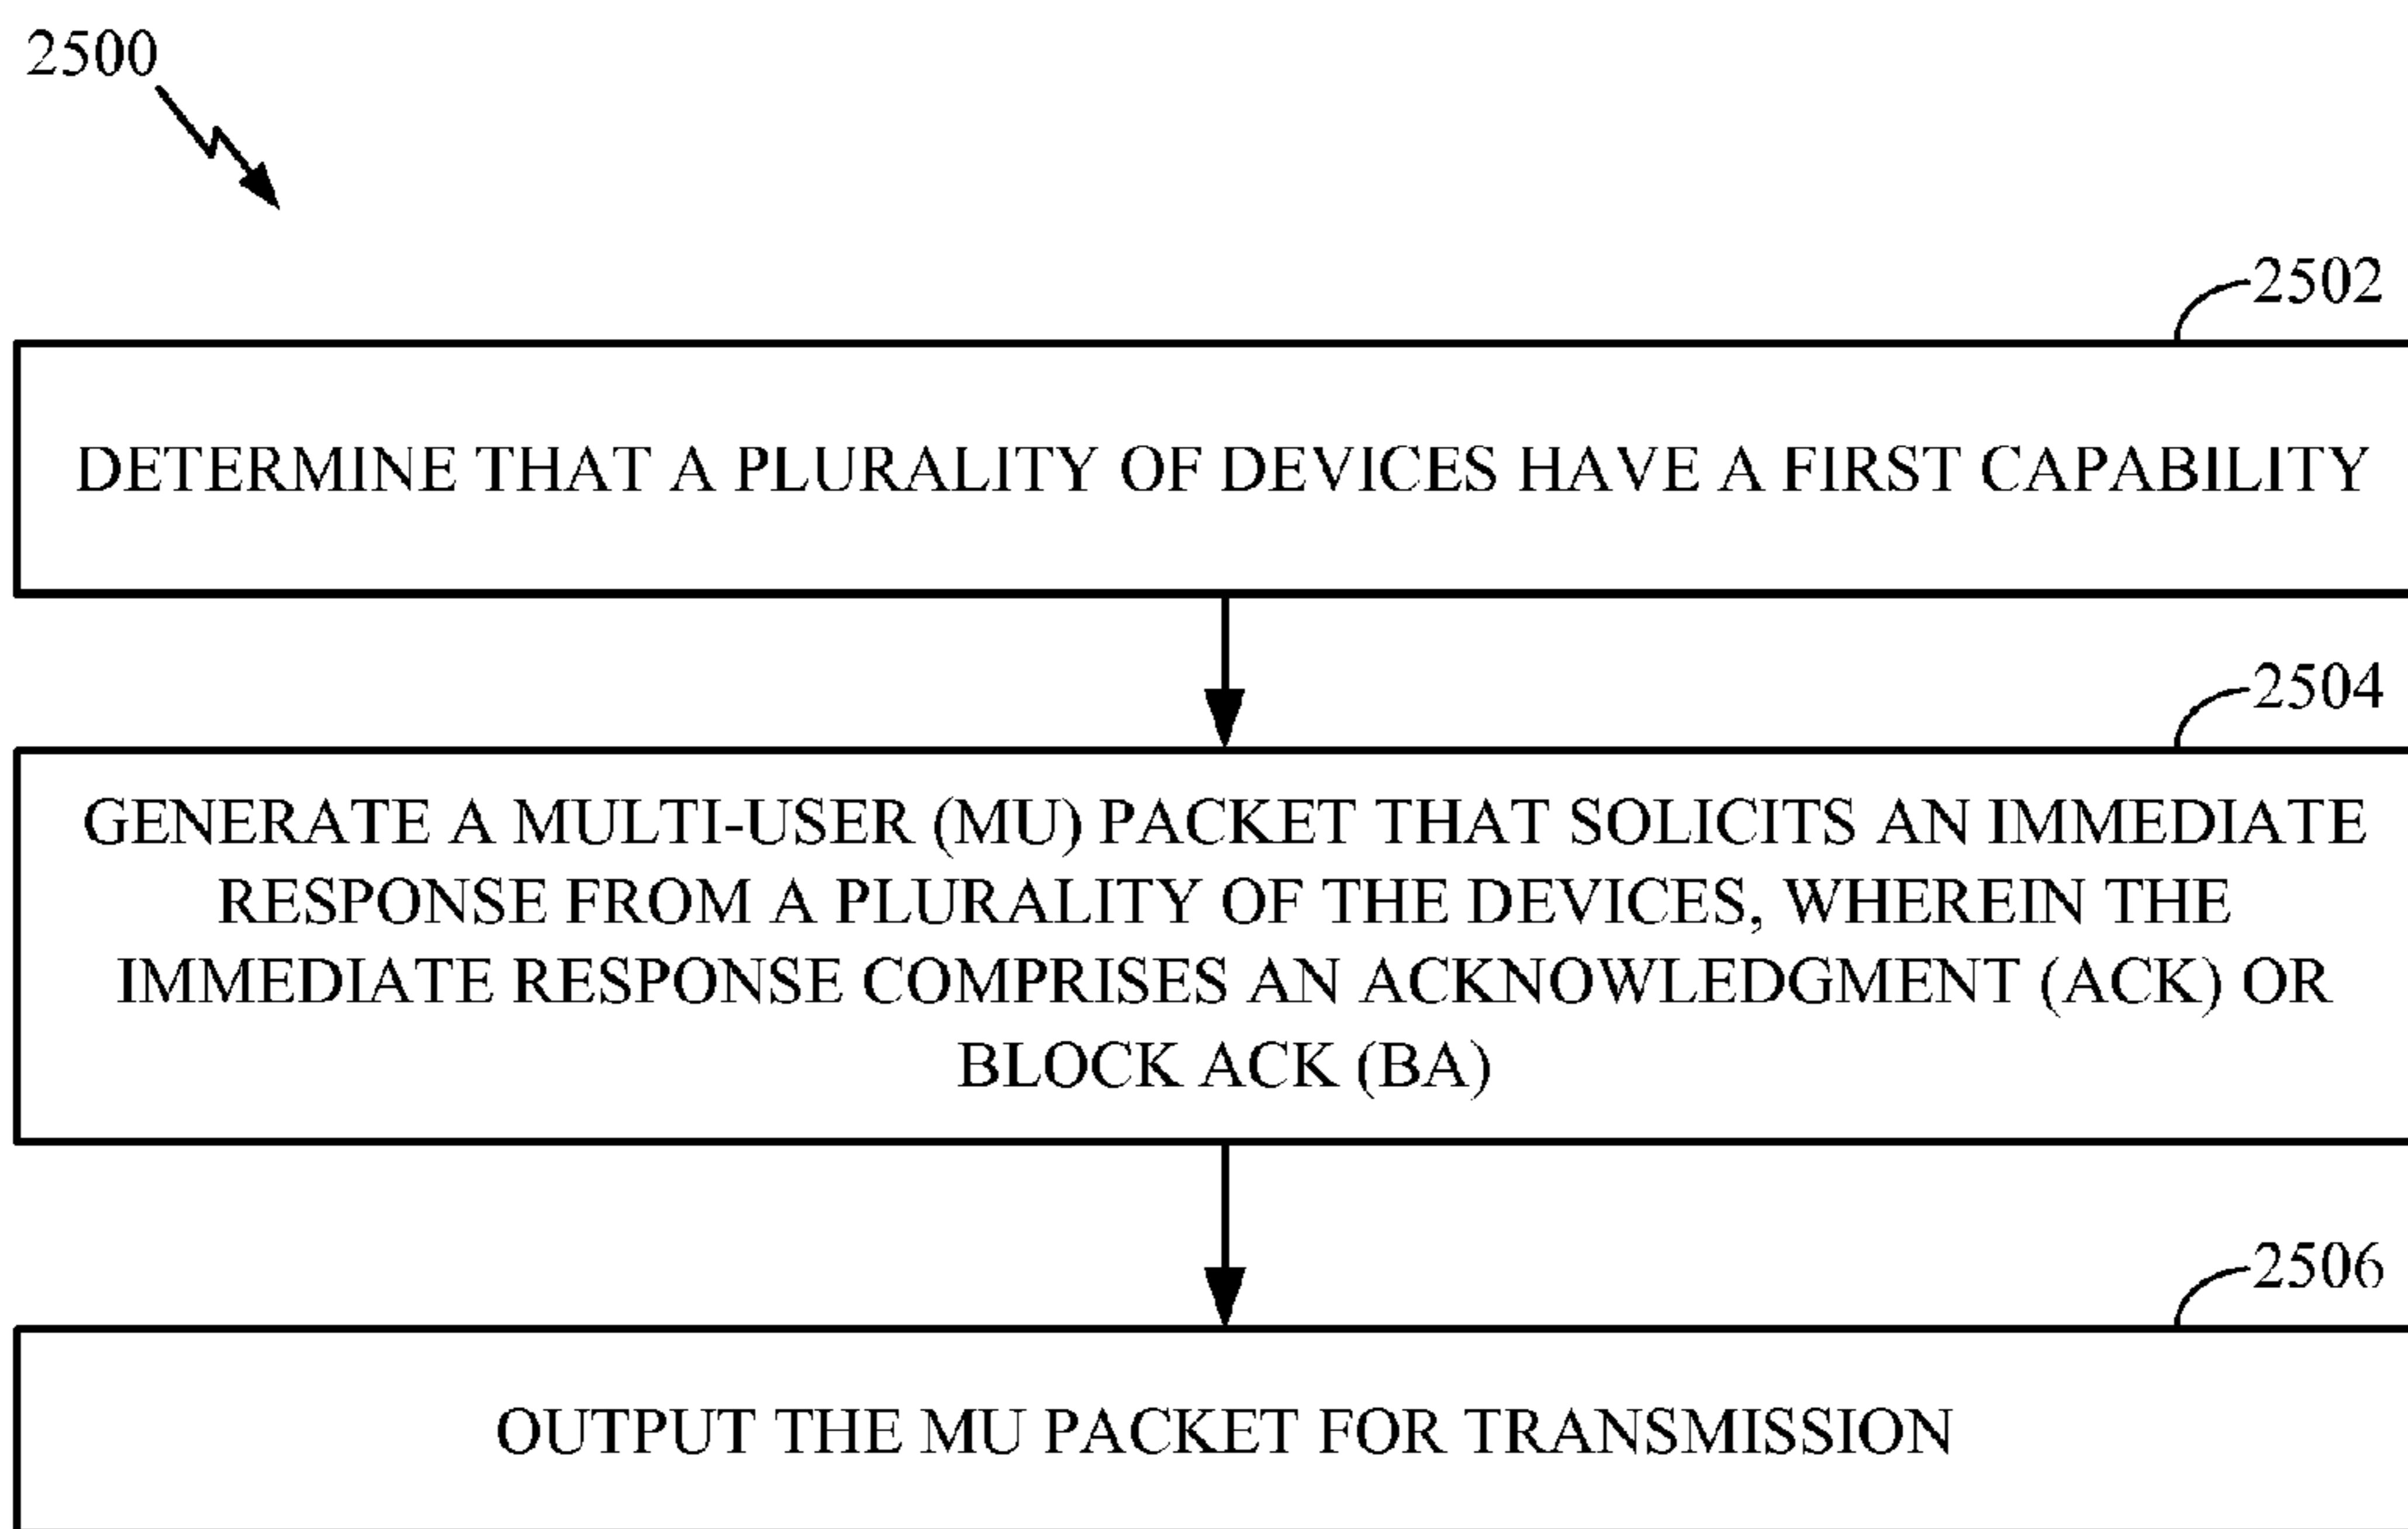 2500
2502
DETERMINE THAT A PLURALITY OF DEVICES HAVE A FIRST CAPABILITY
2504
GENERATE A MULTI-USER (MU) PACKET THAT SOLICITS AN IMMEDIATE
RESPONSE FROM A PLURALITY OF THE DEVICES, WHEREIN THE
IMMEDIATE RESPONSE COMPRISES AN ACKNOWLEDGMENT (ACK) OR
BLOCK ACK (BA)
2506
OUTPUT THE MU PACKET FOR TRANSMISSION